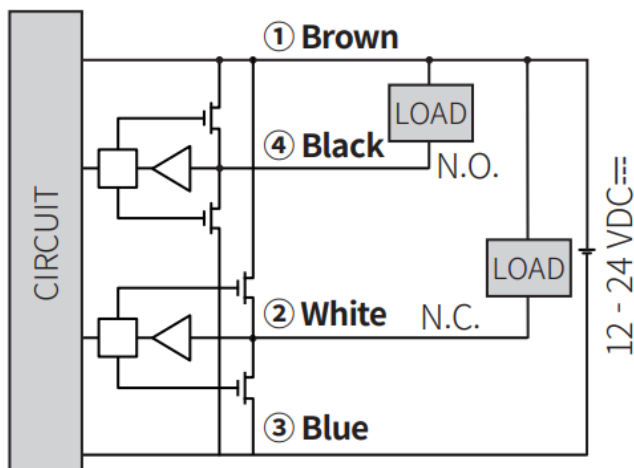 ① Brown
LOAD
④ Black
N.O.
CIRCUIT
LOAD
② White
N.C.
12 - 24 VDC⎓
③ Blue